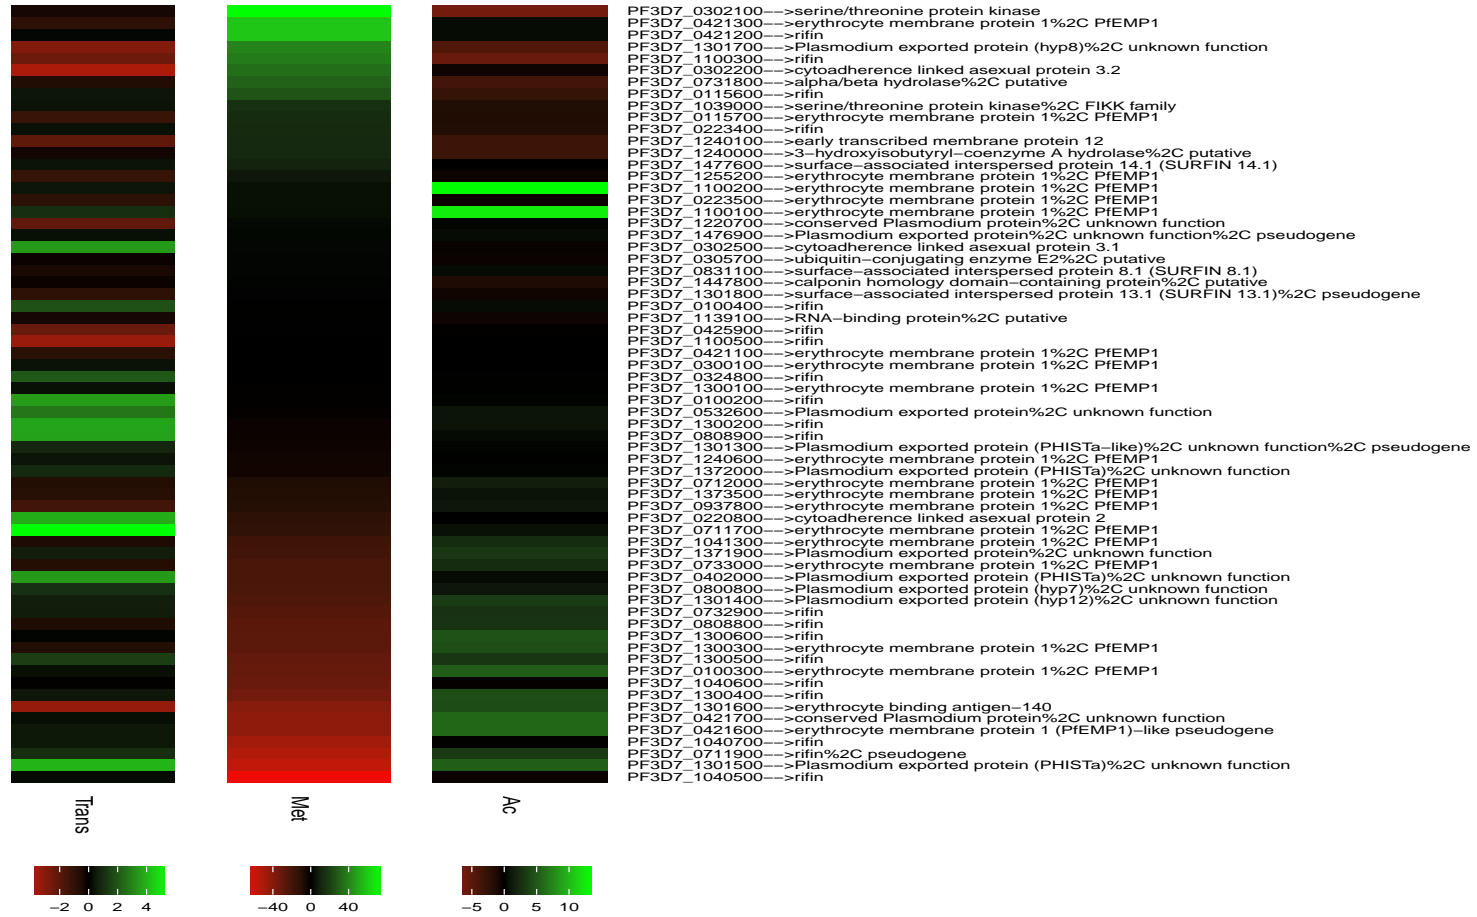 PF3D7_0302100−−>serine/threonine protein kinase
PF3D7_0421300−−>erythrocyte membrane protein 1%2C PfEMP1
PF3D7_0421200−−>rifin
PF3D7_1301700−−>Plasmodium exported protein (hyp8)%2C unknown function
PF3D7_1100300−−>rifin
PF3D7_0302200−−>cytoadherence linked asexual protein 3.2
PF3D7_0731800−−>alpha/beta hydrolase%2C putative
PF3D7_0115600−−>rifin
PF3D7_1039000−−>serine/threonine protein kinase%2C FIKK family
PF3D7_0115700−−>erythrocyte membrane protein 1%2C PfEMP1
PF3D7_0223400−−>rifin
PF3D7_1240100−−>early transcribed membrane protein 12
PF3D7_1240000−−>3−hydroxyisobutyryl−coenzyme A hydrolase%2C putative
PF3D7_1477600−−>surface−associated interspersed protein 14.1 (SURFIN 14.1)
PF3D7_1255200−−>erythrocyte membrane protein 1%2C PfEMP1
PF3D7_1100200−−>erythrocyte membrane protein 1%2C PfEMP1
PF3D7_0223500−−>erythrocyte membrane protein 1%2C PfEMP1
PF3D7_1100100−−>erythrocyte membrane protein 1%2C PfEMP1
PF3D7_1220700−−>conserved Plasmodium protein%2C unknown function
PF3D7_1476900−−>Plasmodium exported protein%2C unknown function%2C pseudogene
PF3D7_0302500−−>cytoadherence linked asexual protein 3.1
PF3D7_0305700−−>ubiquitin−conjugating enzyme E2%2C putative
PF3D7_0831100−−>surface−associated interspersed protein 8.1 (SURFIN 8.1)
PF3D7_1447800−−>calponin homology domain−containing protein%2C putative
PF3D7_1301800−−>surface−associated interspersed protein 13.1 (SURFIN 13.1)%2C pseudogene
PF3D7_0100400−−>rifin
PF3D7_1139100−−>RNA−binding protein%2C putative
PF3D7_0425900−−>rifin
PF3D7_1100500−−>rifin
PF3D7_0421100−−>erythrocyte membrane protein 1%2C PfEMP1
PF3D7_0300100−−>erythrocyte membrane protein 1%2C PfEMP1
PF3D7_0324800−−>rifin
PF3D7_1300100−−>erythrocyte membrane protein 1%2C PfEMP1
PF3D7_0100200−−>rifin
PF3D7_0532600−−>Plasmodium exported protein%2C unknown function
PF3D7_1300200−−>rifin
PF3D7_0808900−−>rifin
PF3D7_1301300−−>Plasmodium exported protein (PHISTa−like)%2C unknown function%2C pseudogene
PF3D7_1240600−−>erythrocyte membrane protein 1%2C PfEMP1
PF3D7_1372000−−>Plasmodium exported protein (PHISTa)%2C unknown function
PF3D7_0712000−−>erythrocyte membrane protein 1%2C PfEMP1
PF3D7_1373500−−>erythrocyte membrane protein 1%2C PfEMP1
PF3D7_0937800−−>erythrocyte membrane protein 1%2C PfEMP1
PF3D7_0220800−−>cytoadherence linked asexual protein 2
PF3D7_0711700−−>erythrocyte membrane protein 1%2C PfEMP1
PF3D7_1041300−−>erythrocyte membrane protein 1%2C PfEMP1
PF3D7_1371900−−>Plasmodium exported protein%2C unknown function
PF3D7_0733000−−>erythrocyte membrane protein 1%2C PfEMP1
PF3D7_0402000−−>Plasmodium exported protein (PHISTa)%2C unknown function
PF3D7_0800800−−>Plasmodium exported protein (hyp7)%2C unknown function
PF3D7_1301400−−>Plasmodium exported protein (hyp12)%2C unknown function
PF3D7_0732900−−>rifin
PF3D7_0808800−−>rifin
PF3D7_1300600−−>rifin
PF3D7_1300300−−>erythrocyte membrane protein 1%2C PfEMP1
PF3D7_1300500−−>rifin
PF3D7_0100300−−>erythrocyte membrane protein 1%2C PfEMP1
PF3D7_1040600−−>rifin
PF3D7_1300400−−>rifin
PF3D7_1301600−−>erythrocyte binding antigen−140
PF3D7_0421700−−>conserved Plasmodium protein%2C unknown function
PF3D7_0421600−−>erythrocyte membrane protein 1 (PfEMP1)−like pseudogene
PF3D7_1040700−−>rifin
PF3D7_0711900−−>rifin%2C pseudogene
PF3D7_1301500−−>Plasmodium exported protein (PHISTa)%2C unknown function
PF3D7_1040500−−>rifin
Trans Met Ac
−2 0 2 4 −40 0 40 −5 0 5 10